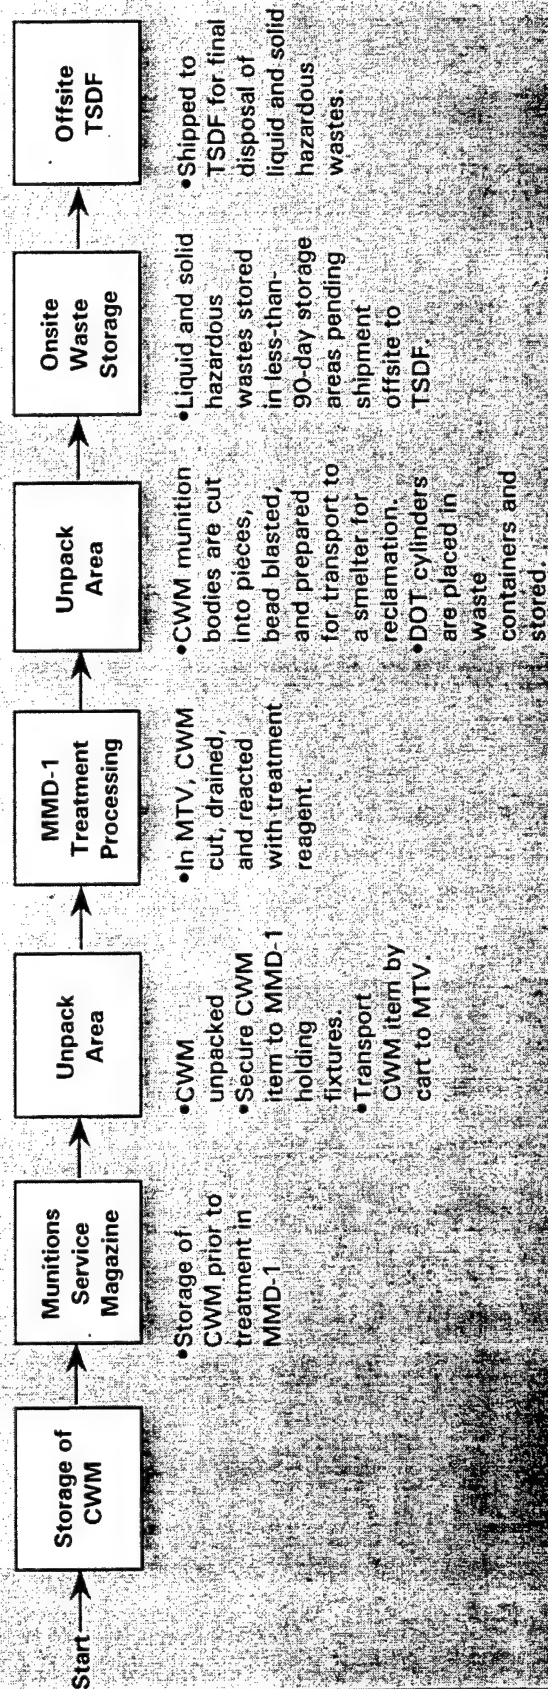 Start
Storage of
CWM
Munitions
Service
Magazine
•Storage of
CWM prior to
treatment in
MMD-1
Unpack
Area
•CWM
unpacked
•Secure CWM
item to MMD-1
holding
fixtures.
•Transport
CWM item by
cart to MTV.
MMD-1
Treatment
Processing
•In MTV, CWM
cut, drained,
and reacted
with treatment
reagent.
Unpack
Area
•CWM munition
bodies are cut
into pieces,
bead blasted,
and prepared
for transport to
a smelter for
reclamation.
•DOT cylinders
are placed in
waste
containers and
stored.
Onsite
Waste
Storage
•Liquid and solid
hazardous
wastes stored
in less-than-
90-day storage
areas pending
shipment
offsite to
TSDF.
Offsite
TSDF
•Shipped to
TSDF for final
disposal of
liquid and solid
hazardous
wastes.